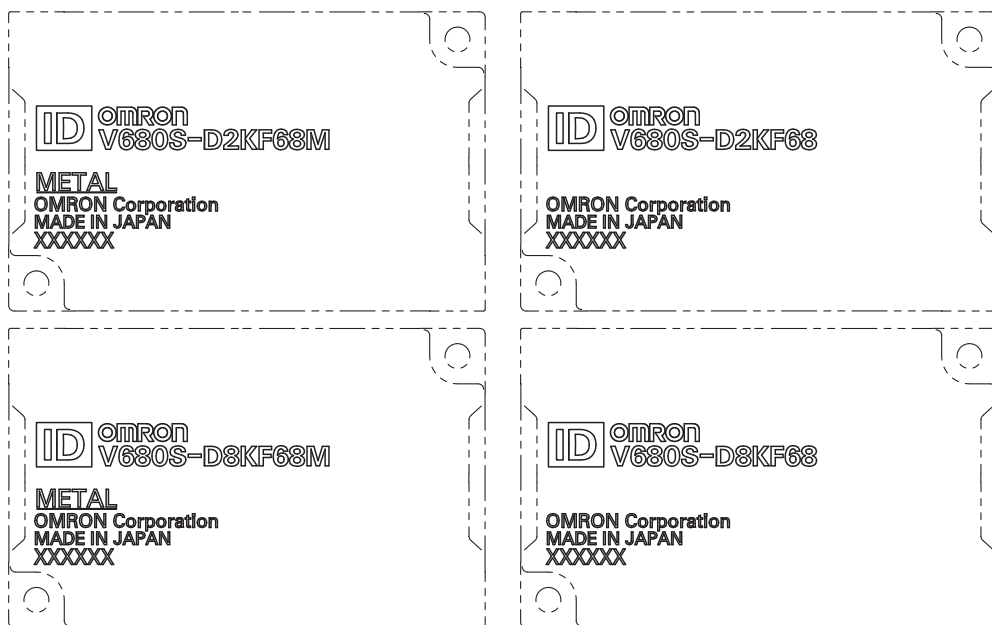 ID OMRON
V680S-D2KF68M
METAL
OMRON Corporation
MADE IN JAPAN
XXXXXX
ID OMRON
V680S-D2KF68
OMRON Corporation
MADE IN JAPAN
XXXXXX
ID OMRON
V680S-D8KF68M
METAL
OMRON Corporation
MADE IN JAPAN
XXXXXX
ID OMRON
V680S-D8KF68
OMRON Corporation
MADE IN JAPAN
XXXXXX